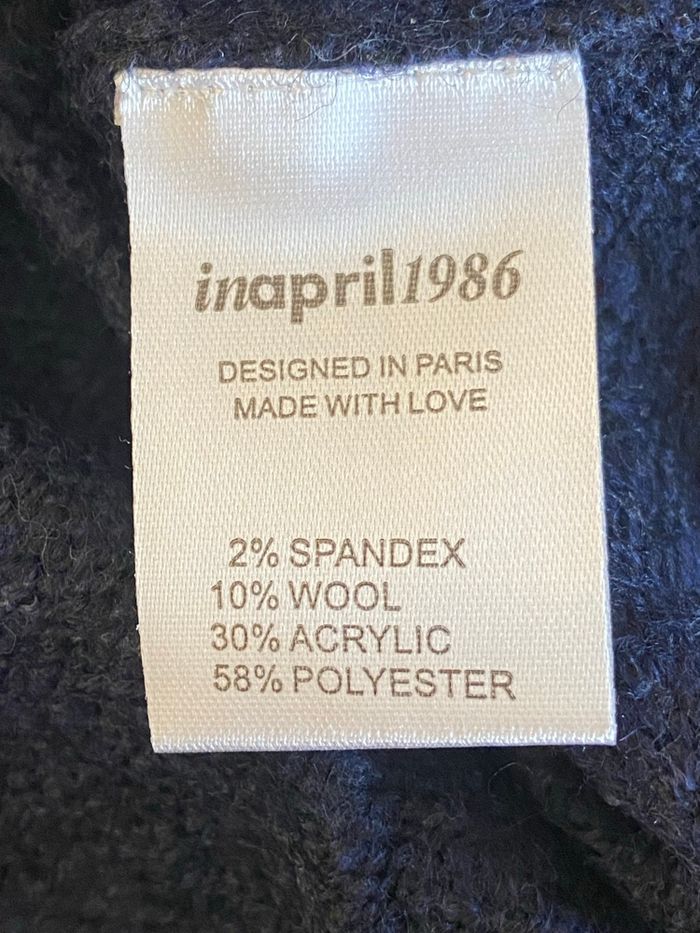 inapril1986
DESIGNED IN PARIS
MADE WITH LOVE
2% SPANDEX
10% WOOL
30% ACRYLIC
58% POLYESTER